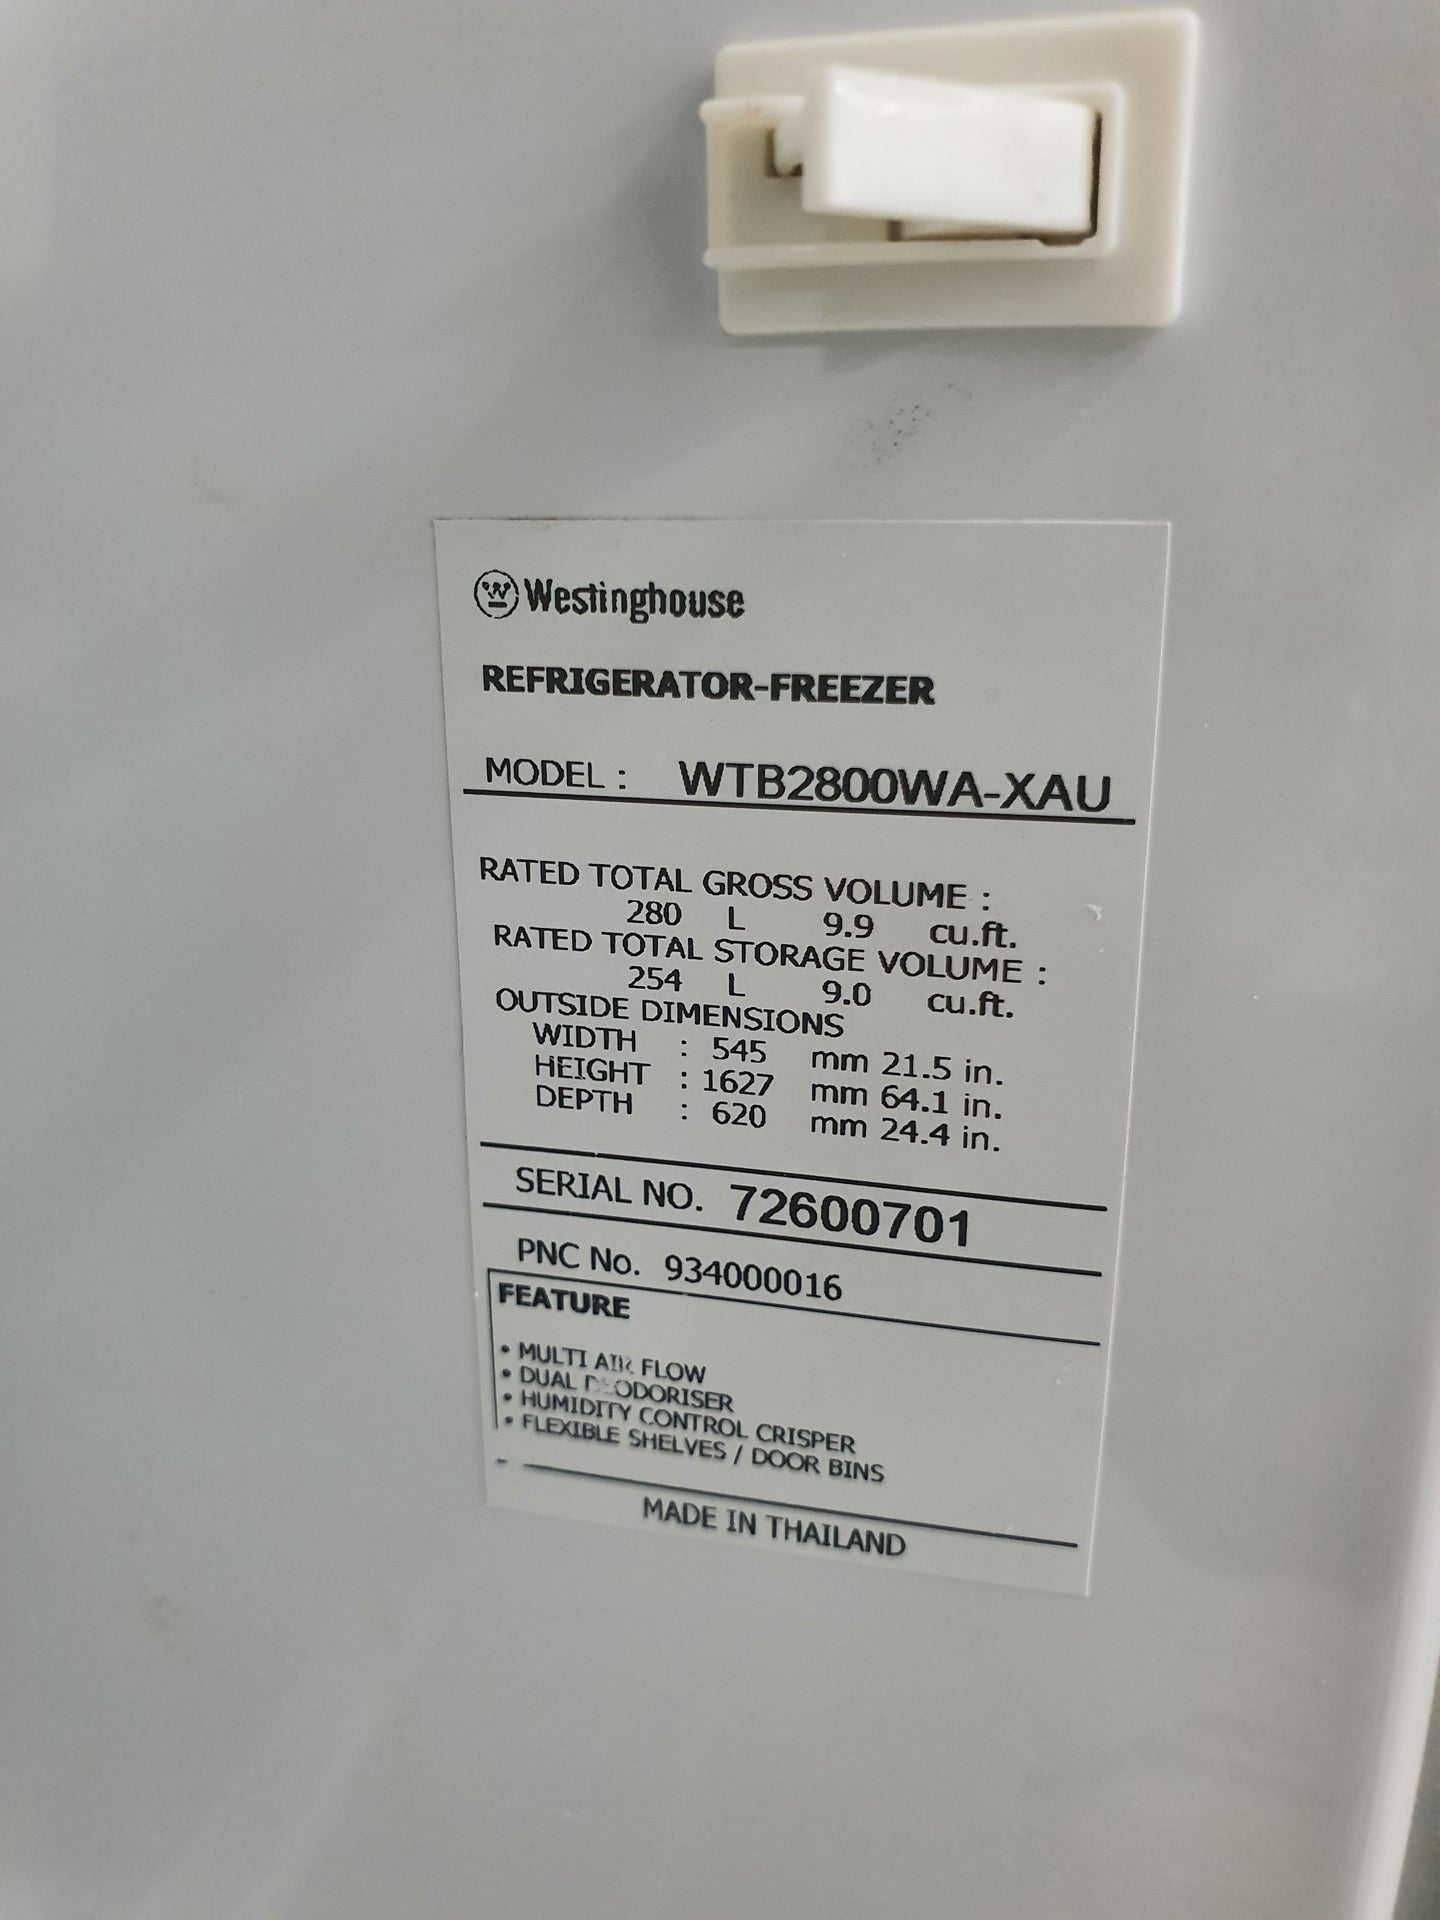 Westinghouse
REFRIGERATOR-FREEZER
MODEL : WTB2800WA-XAU
RATED TOTAL GROSS VOLUME :
280 L 9.9 cu.ft.
RATED TOTAL STORAGE VOLUME :
254 L 9.0 cu.ft.
OUTSIDE DIMENSIONS
WIDTH : 545 mm 21.5 in.
HEIGHT : 1627 mm 64.1 in.
DEPTH : 620 mm 24.4 in.
SERIAL NO. 72600701
PNC No. 934000016
FEATURE
• MULTI AIR FLOW
• DUAL DEODORISER
• HUMIDITY CONTROL CRISPER
• FLEXIBLE SHELVES / DOOR BINS
MADE IN THAILAND